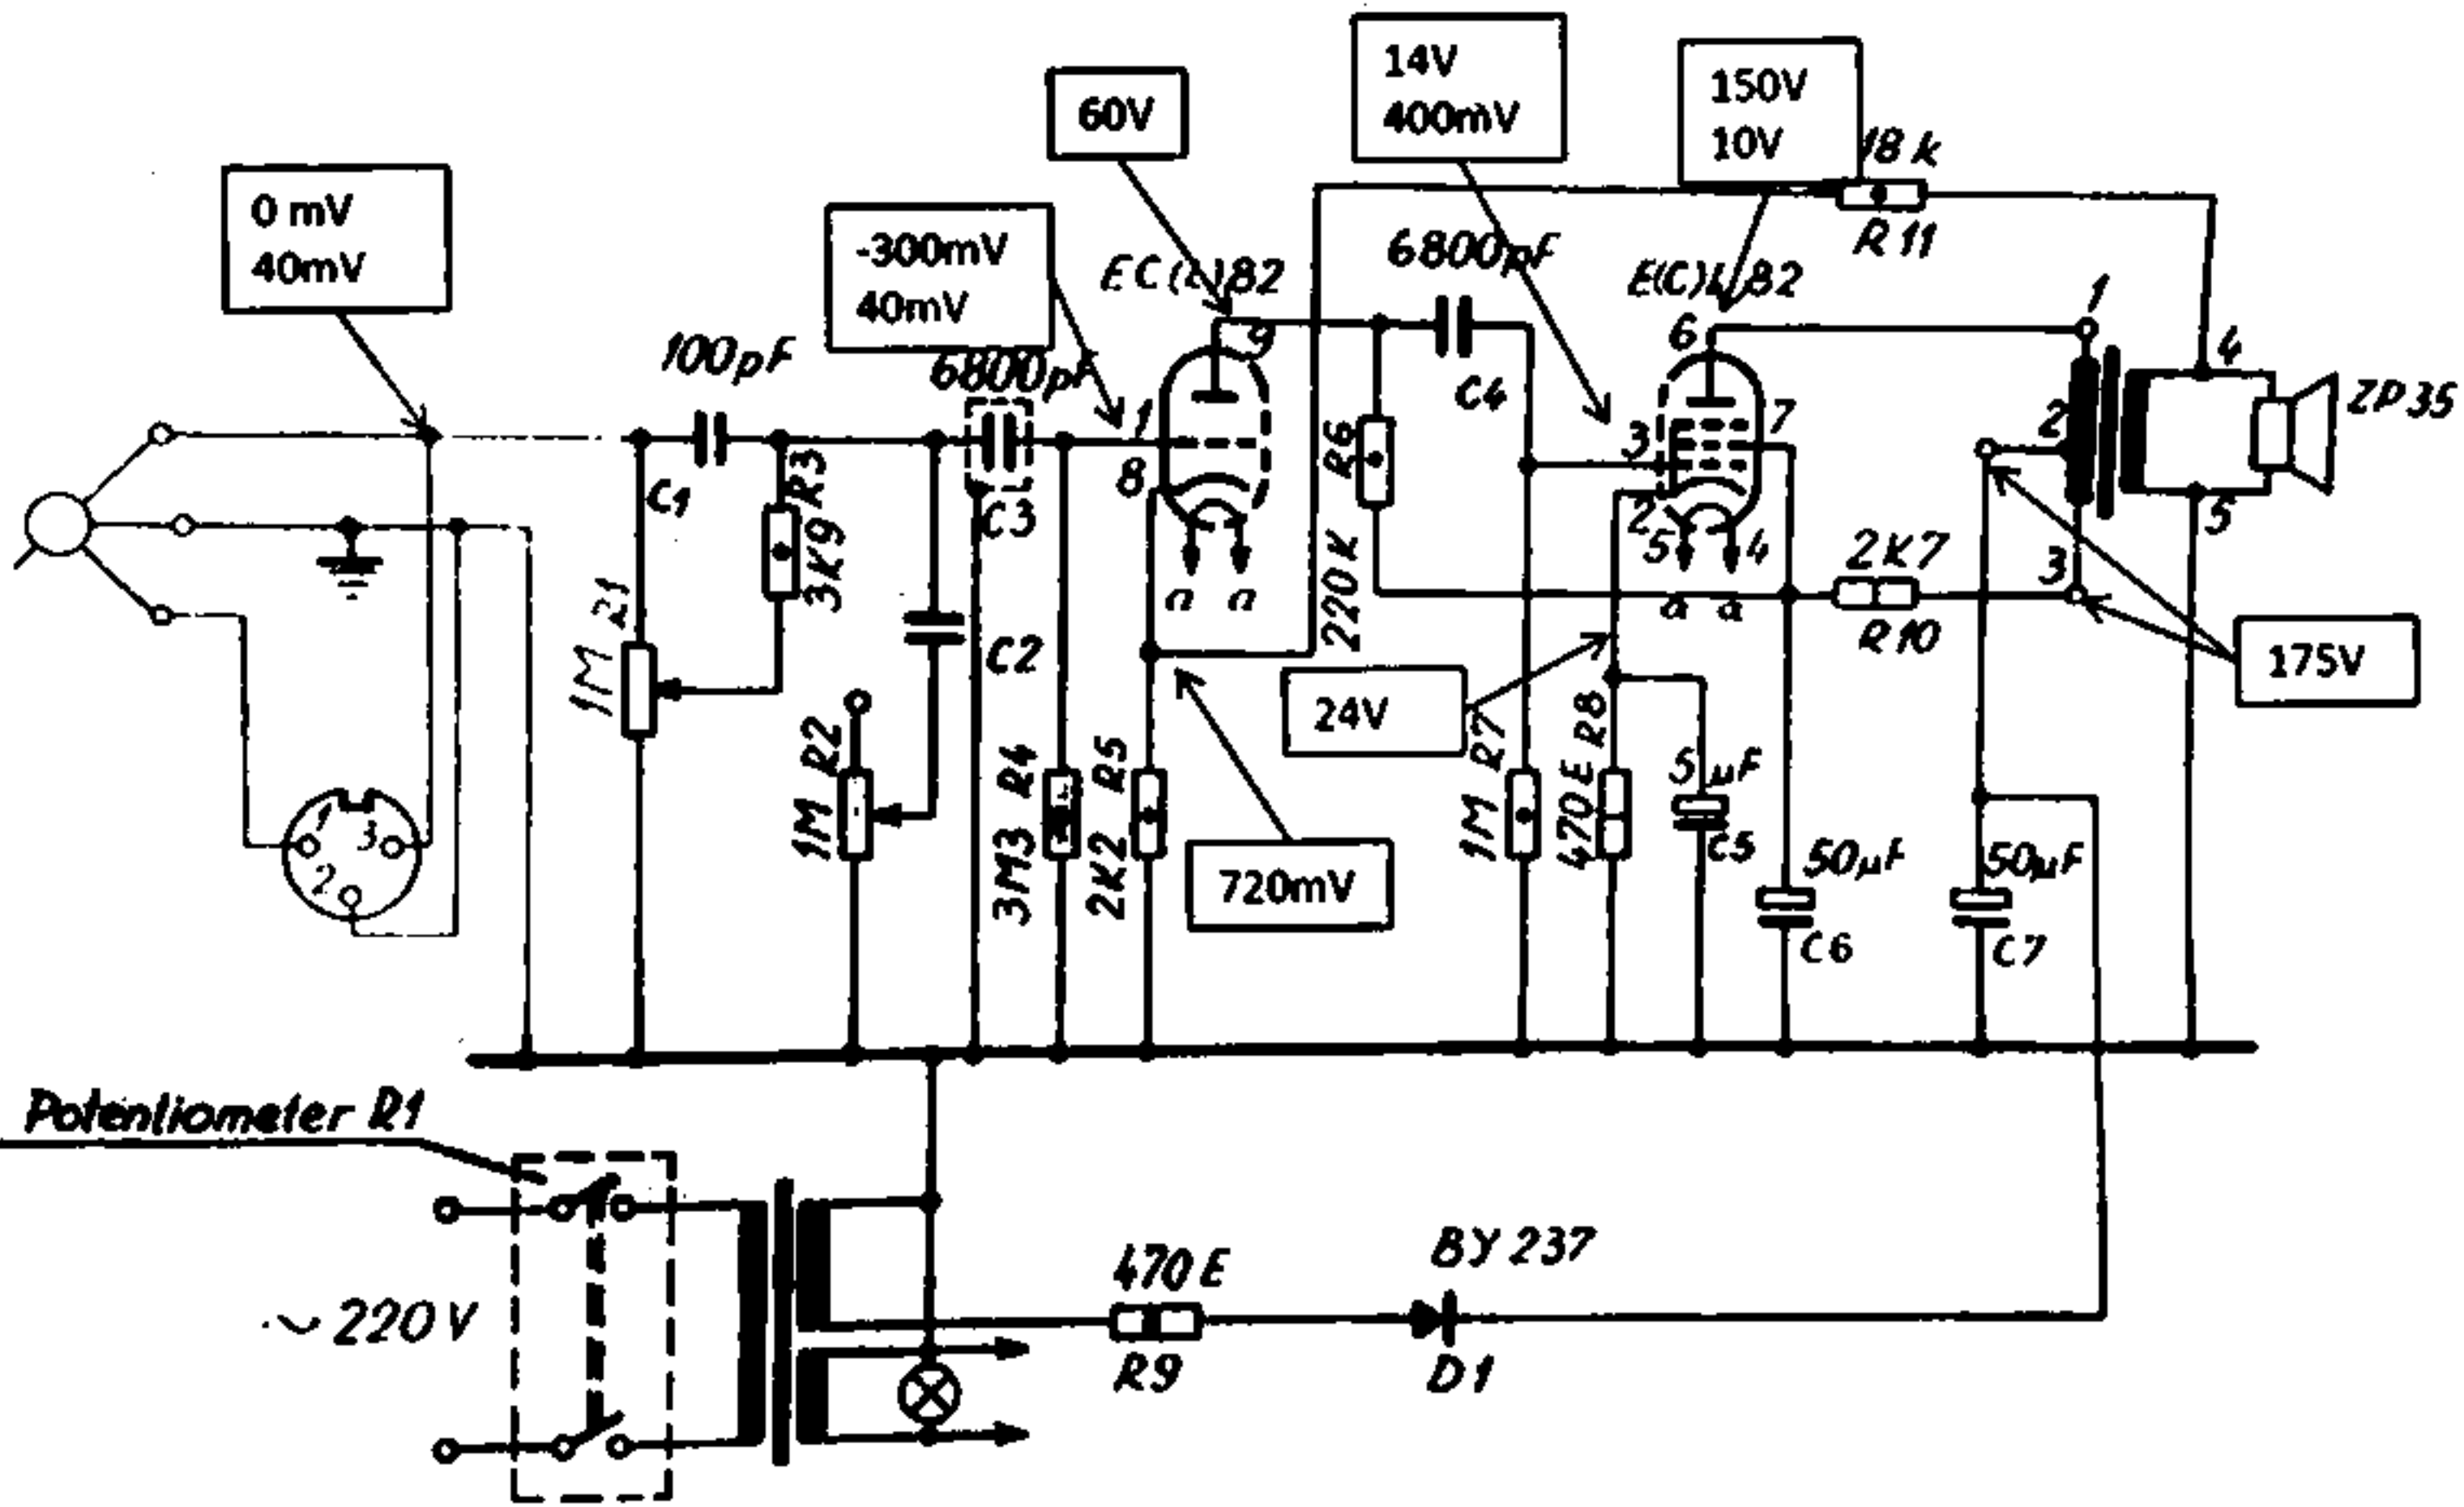 0 mV
40mV
100pF
C1
R3
3K9
R1
1M
-300mV
40mV
6800pF
C3
C2
R2
1M
R4
3M3
R5
2K2
60V
EC(L)82
9
1
8
a a
720mV
14V
400mV
6800pF
C4
R6
220K
24V
R7
1M
R8
470E
5µF
C5
150V
10V
E(C)L82
6
3
7
2
5
4
a a
18k
R11
1
2
3
4
5
ZP35
2K7
R10
175V
50µF
C6
50µF
C7
1
3
2
Potentiometer R1
~ 220V
470E
R9
BY 237
D1